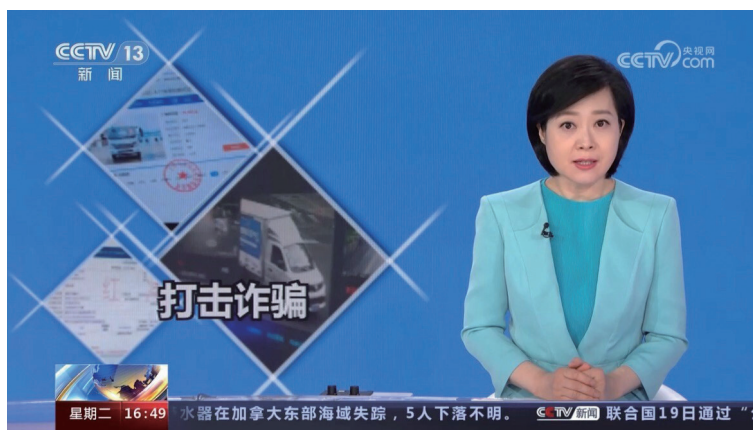 CCTV 13
新闻
央视网
CCTV com
打击诈骗
星期二 16:49 水器在加拿大东部海域失踪，5人下落不明。 CCTV 新闻 联合国19日通过“